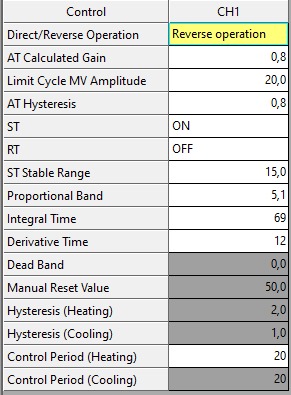 Control CH1
Direct/Reverse Operation Reverse operation
AT Calculated Gain 0,8
Limit Cycle MV Amplitude 20,0
AT Hysteresis 0,8
ST ON
RT OFF
ST Stable Range 15,0
Proportional Band 5,1
Integral Time 69
Derivative Time 12
Dead Band 0,0
Manual Reset Value 50,0
Hysteresis (Heating) 2,0
Hysteresis (Cooling) 1,0
Control Period (Heating) 20
Control Period (Cooling) 20